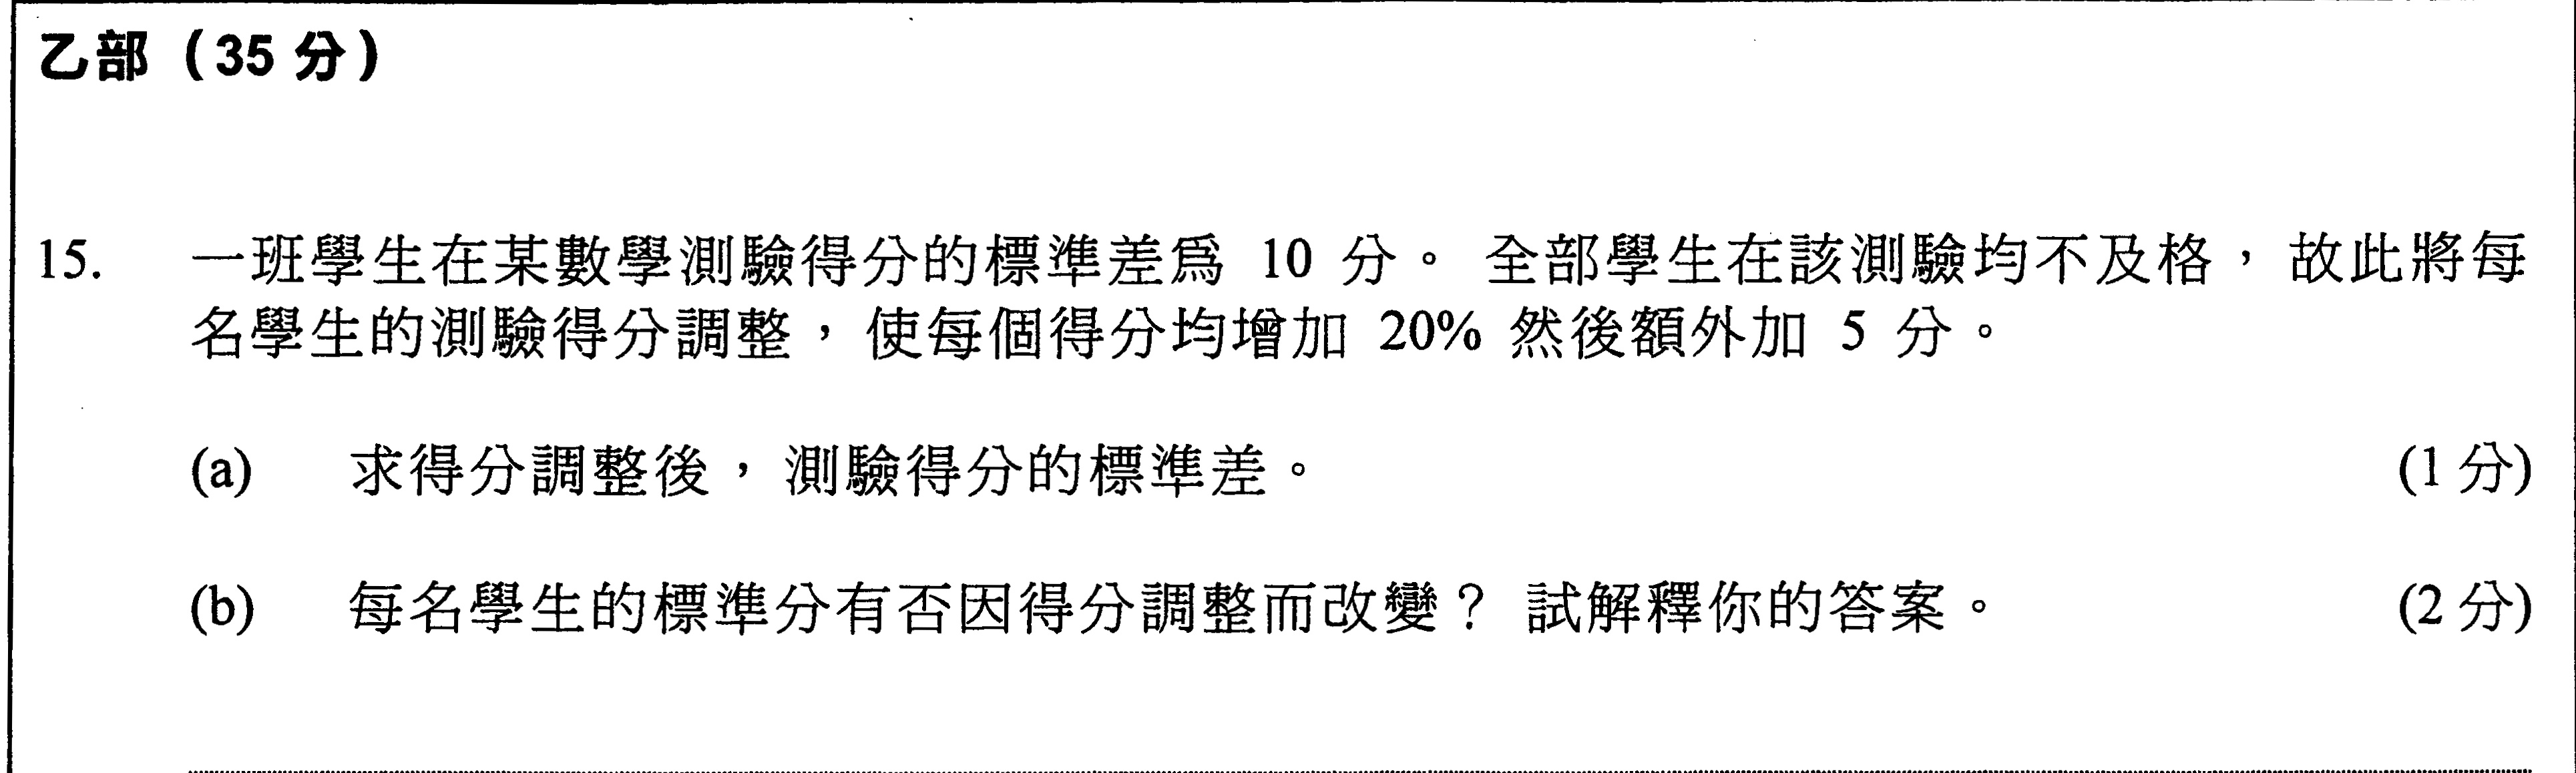 乙部（35 分）
15. 一班學生在某數學測驗得分的標準差爲 10 分。 全部學生在該測驗均不及格，故此將每
名學生的測驗得分調整，使每個得分均增加 20% 然後額外加 5 分。
(a) 求得分調整後，測驗得分的標準差。 (1 分)
(b) 每名學生的標準分有否因得分調整而改變？ 試解釋你的答案。 (2 分)